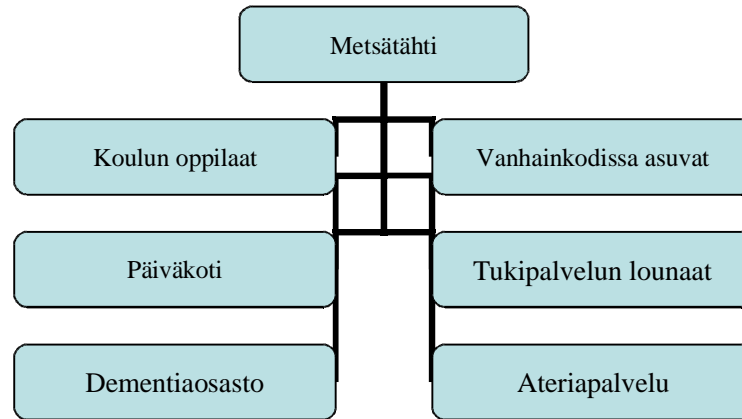 Metsätähti
Koulun oppilaat
Vanhainkodissa asuvat
Päiväkoti
Tukipalvelun lounaat
Dementiaosasto
Ateriapalvelu